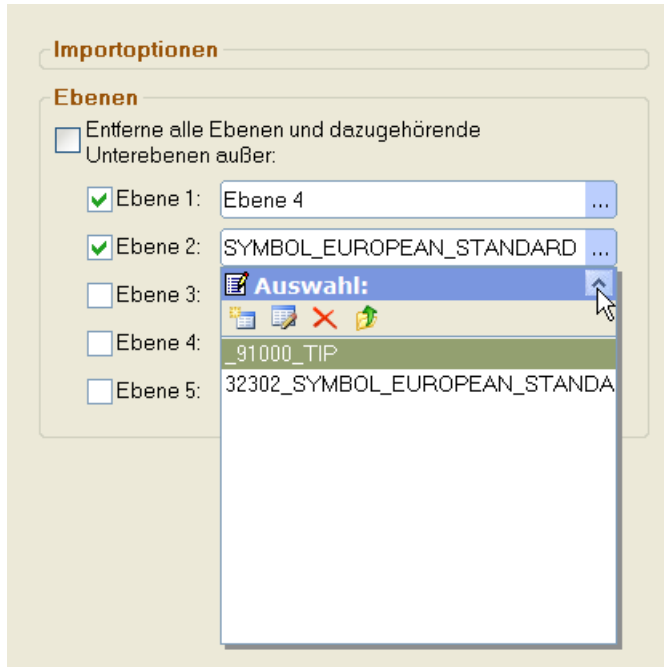 Importoptionen
Ebenen
Entferne alle Ebenen und dazugehörende
Unterebenen außer:
Ebene 1: Ebene 4 ...
Ebene 2: SYMBOL_EUROPEAN_STANDARD ...
Ebene 3: Auswahl:
Ebene 4: _91000_TIP
Ebene 5: 32302_SYMBOL_EUROPEAN_STANDA